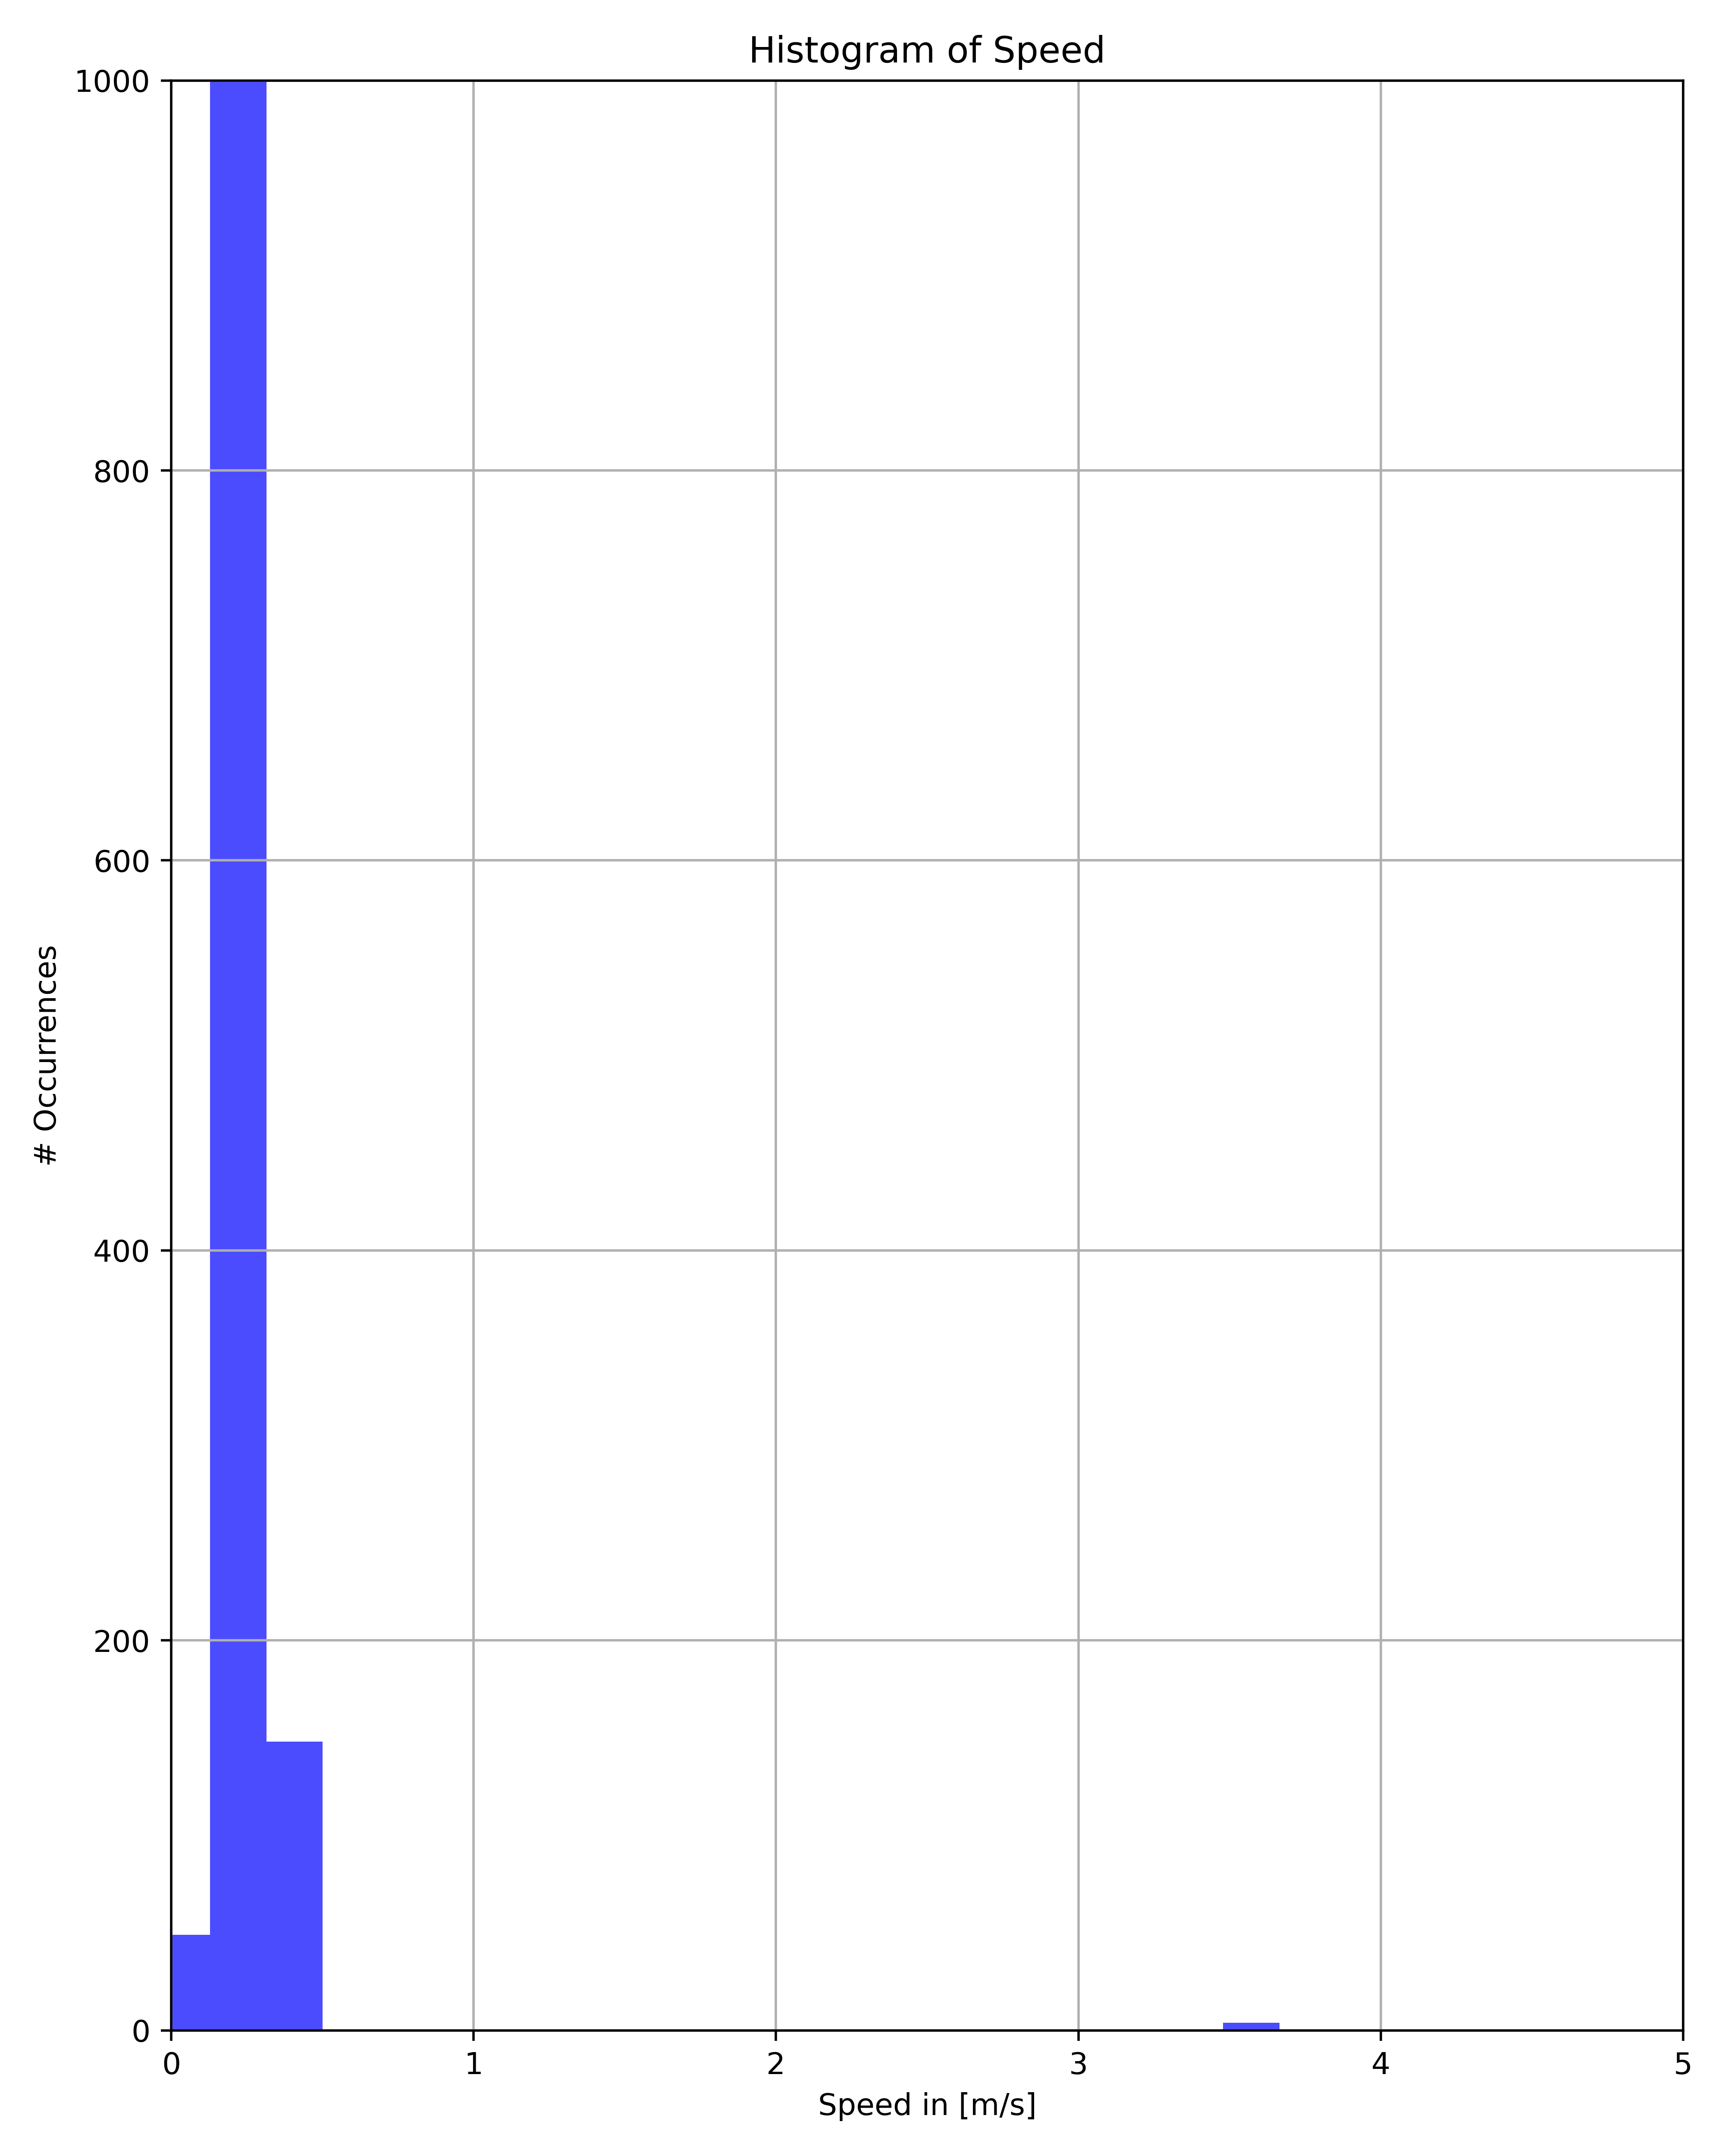 Histogram of Speed
1000
800
600
400
200
0
# Occurrences
0 1 2 3 4 5
Speed in [m/s]